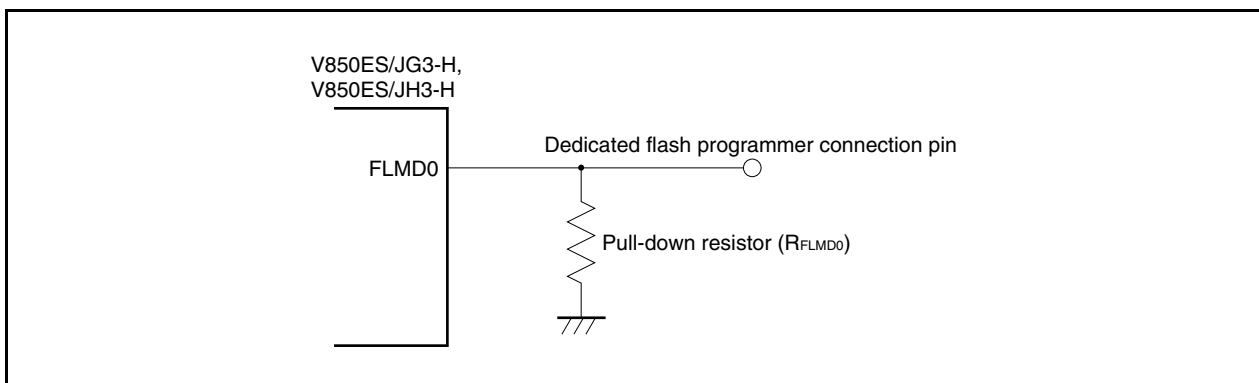 V850ES/JG3-H,
V850ES/JH3-H
Dedicated flash programmer connection pin
FLMD0
Pull-down resistor (RFLMD0)